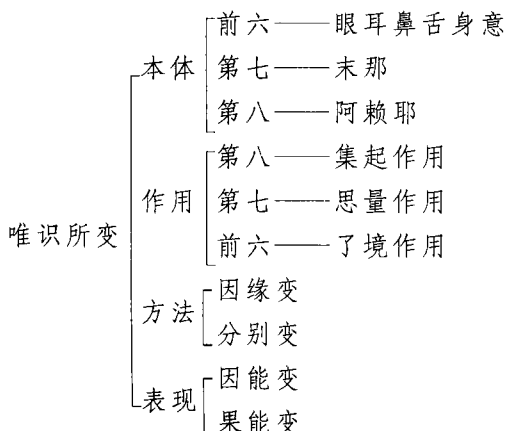 前六——眼耳鼻舌身意
本体
第七——末那
第八——阿赖耶
第八——集起作用
作用
第七——思量作用
前六——了境作用
唯识所变
因缘变
方法
分别变
因能变
表现
果能变